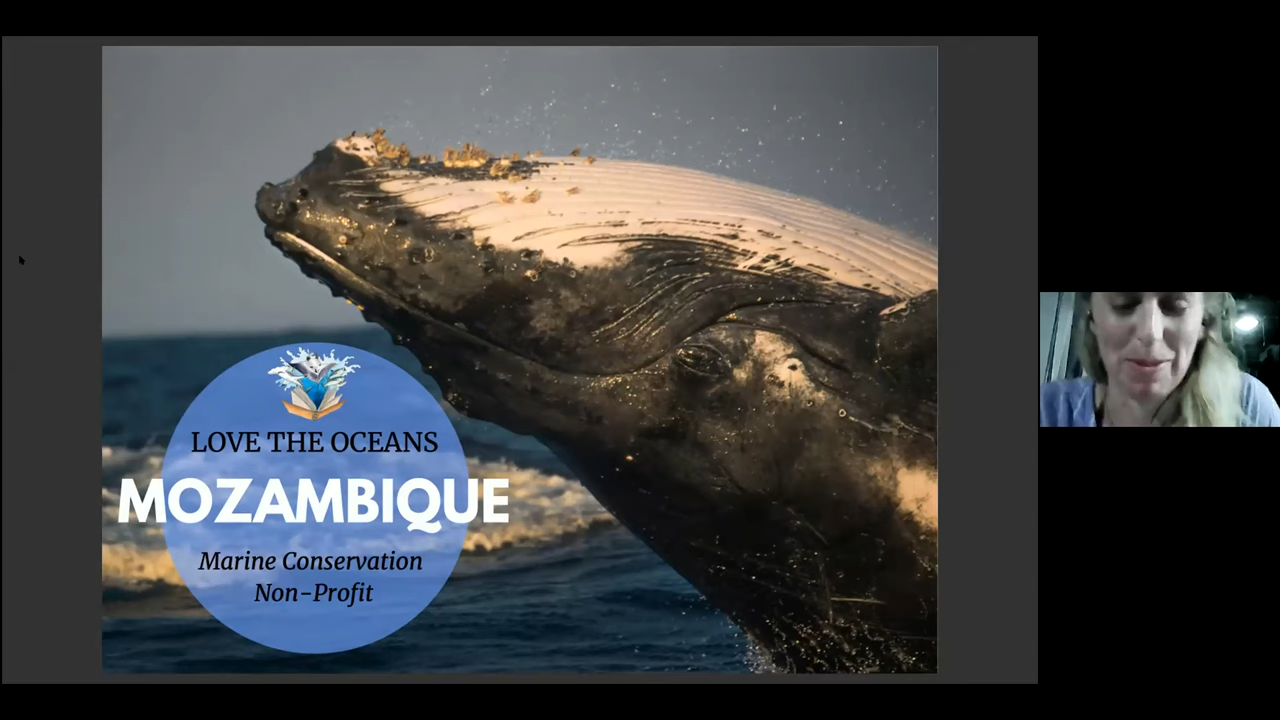 LOVE THE OCEANS
MOZAMBIQUE
Marine Conservation
Non-Profit